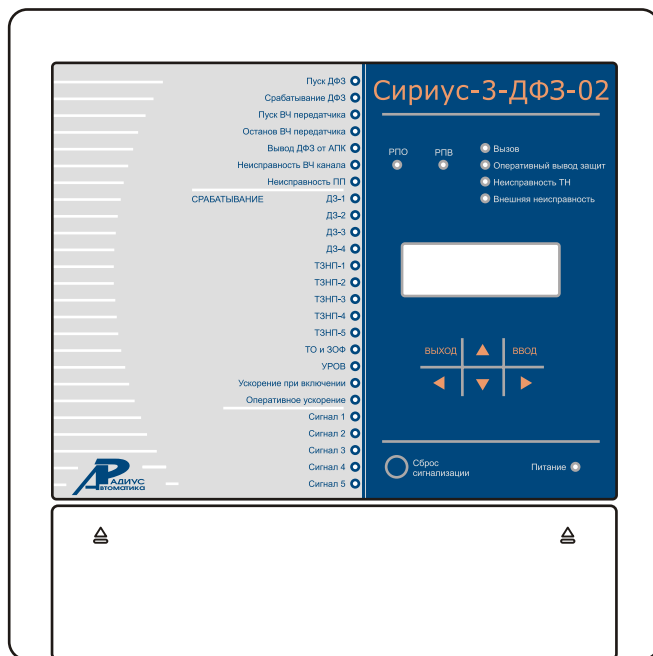 Пуск ДФЗ
Срабатывание ДФЗ
Пуск ВЧ передатчика
Останов ВЧ передатчика
Вывод ДФЗ от АПК
Неисправность ВЧ канала
Неисправность ПП
СРАБАТЫВАНИЕ ДЗ-1
ДЗ-2
ДЗ-3
ДЗ-4
ТЗНП-1
ТЗНП-2
ТЗНП-3
ТЗНП-4
ТЗНП-5
ТО и ЗОФ
УРОВ
Ускорение при включении
Оперативное ускорение
Сигнал 1
Сигнал 2
Сигнал 3
Сигнал 4
Сигнал 5
РАДИУС
Автоматика
Сириус-3-ДФЗ-02
РПО РПВ
Вызов
Оперативный вывод защит
Неисправность ТН
Внешняя неисправность
ВЫХОД ВВОД
Сброс
сигнализации
Питание